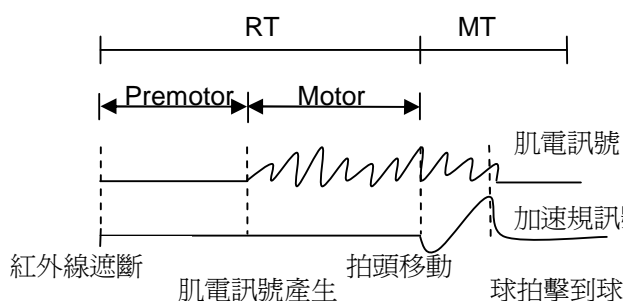 RT MT
Premotor Motor
肌電訊號
加速規訊
紅外線遮斷 拍頭移動
肌電訊號產生 球拍擊到球